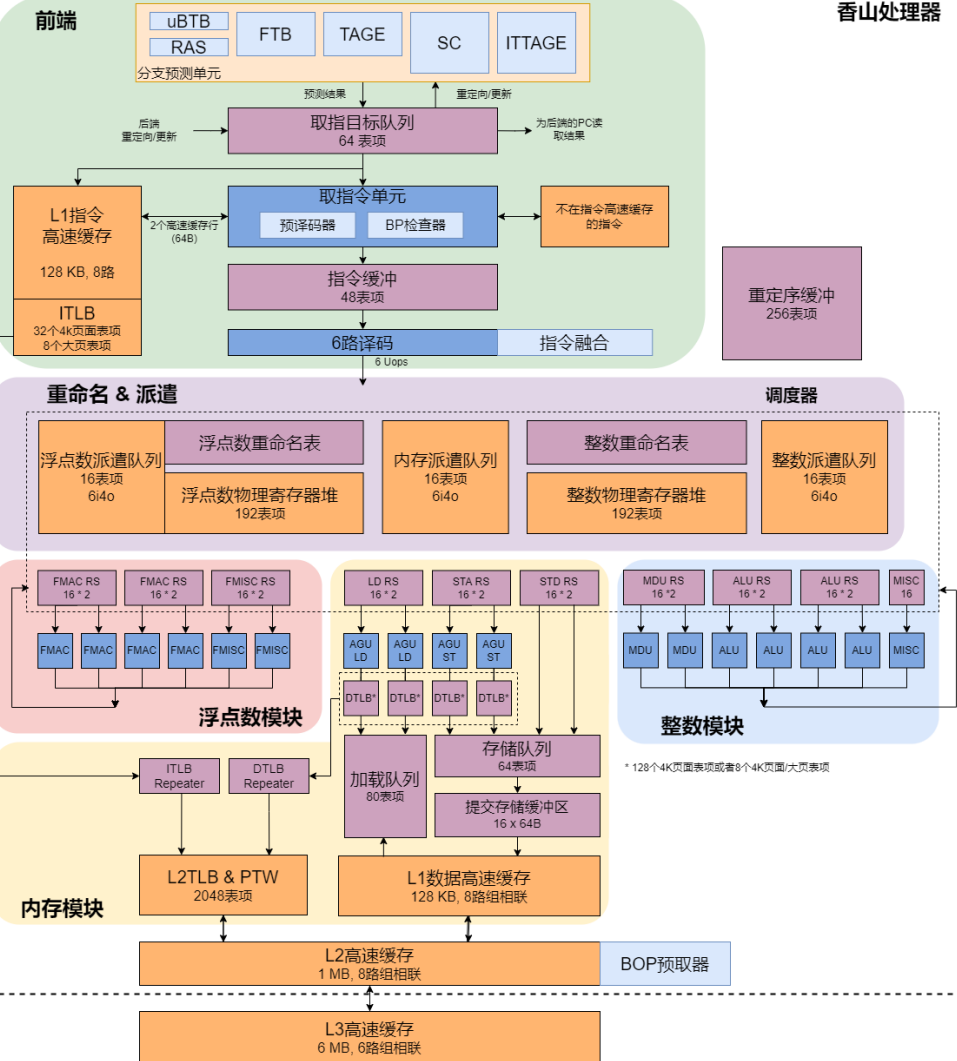 前端
香山处理器
uBTB
RAS
FTB
TAGE
SC
ITTAGE
分支预测单元
预测结果
重定向/更新
后端
重定向/更新
取指目标队列
64 表项
为后端的PC读
取结果
L1指令
高速缓存
128 KB, 8路
2个高速缓存行
(64B)
取指令单元
预译码器
BP检查器
不在指令高速缓存
的指令
ITLB
32个4k页面表项
8个大页表项
指令缓冲
48表项
重定序缓冲
256表项
6路译码
指令融合
6 Uops
重命名 & 派遣
调度器
浮点数派遣队列
16表项
6i4o
浮点数重命名表
浮点数物理寄存器堆
192表项
内存派遣队列
16表项
6i4o
整数重命名表
整数物理寄存器堆
192表项
整数派遣队列
16表项
6i4o
FMAC RS
16 * 2
FMAC RS
16 * 2
FMISC RS
16 * 2
LD RS
16 * 2
STA RS
16 * 2
STD RS
16 * 2
MDU RS
16 *2
ALU RS
16 * 2
ALU RS
16 * 2
MISC
16
FMAC
FMAC
FMAC
FMAC
FMISC
FMISC
AGU
LD
AGU
LD
AGU
ST
AGU
ST
MDU
MDU
ALU
ALU
ALU
ALU
MISC
DTLB*
DTLB*
DTLB*
DTLB*
浮点数模块
整数模块
加载队列
80表项
存储队列
64表项
提交存储缓冲区
16 x 64B
* 128个4K页面表项或者8个4K页面/大页表项
ITLB
Repeater
DTLB
Repeater
L2TLB & PTW
2048表项
L1数据高速缓存
128 KB, 8路组相联
内存模块
L2高速缓存
1 MB, 8路组相联
BOP预取器
L3高速缓存
6 MB, 6路组相联